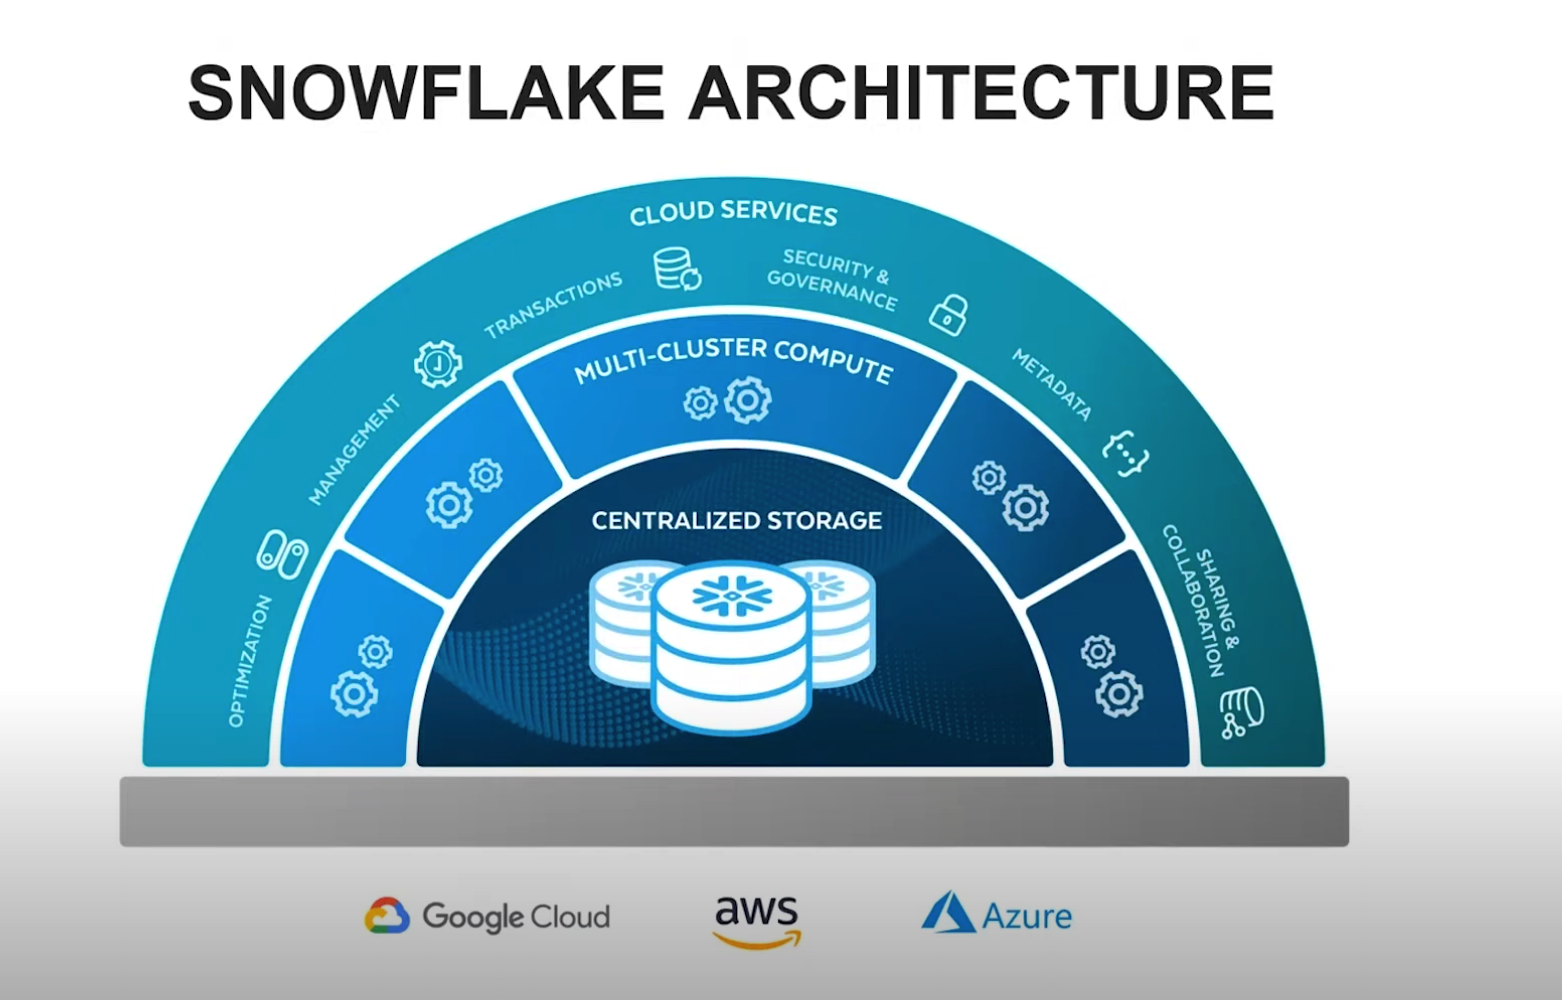 SNOWFLAKE ARCHITECTURE
CLOUD SERVICES
OPTIMIZATION
MANAGEMENT
TRANSACTIONS
SECURITY &
GOVERNANCE
METADATA
SHARING &
COLLABORATION
MULTI-CLUSTER COMPUTE
CENTRALIZED STORAGE
Google Cloud
aws
Azure